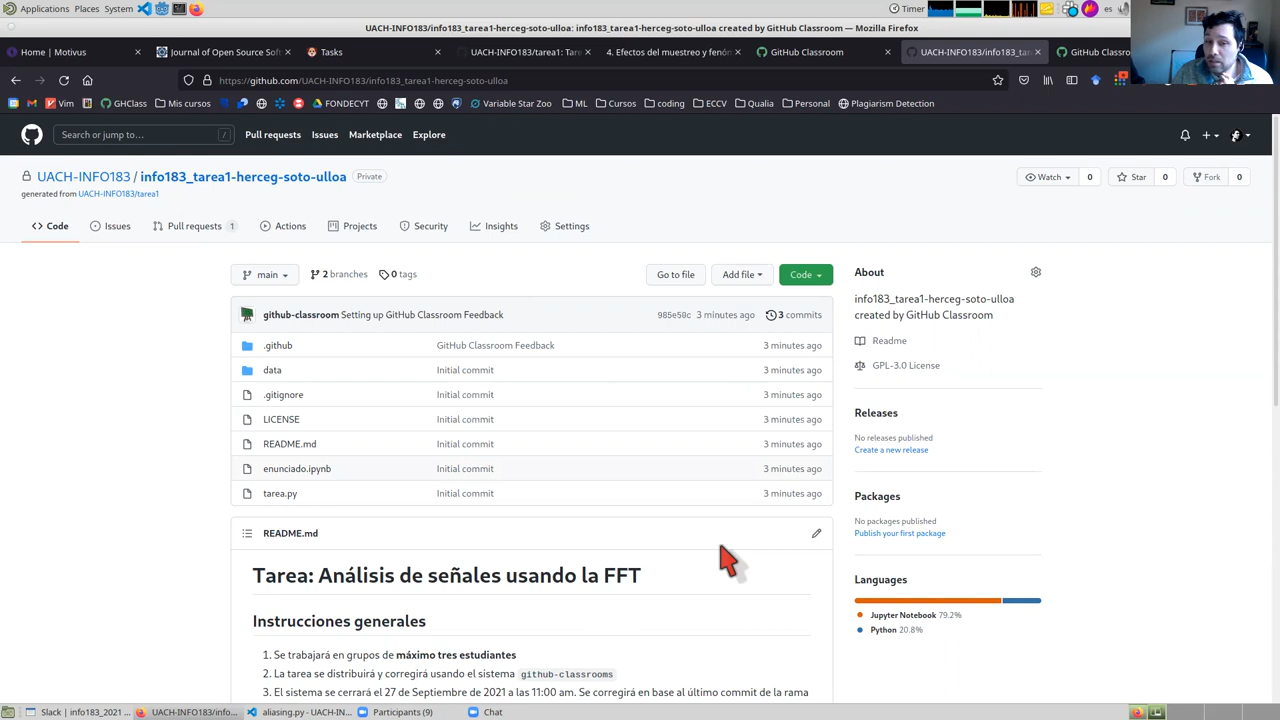 Applications Places System
Timer
es
UACH-INFO183/info183_tarea1-herceg-soto-ulloa: info183_tarea1-herceg-soto-ulloa created by GitHub Classroom — Mozilla Firefox
Home | Motivus
Journal of Open Source Sof
Tasks
UACH-INFO183/tarea1: Tare
4. Efectos del muestreo y fenóm
GitHub Classroom
UACH-INFO183/info183_tar
GitHub Classroom
https://github.com/UACH-INFO183/info183_tarea1-herceg-soto-ulloa
Vim GHClass Mis cursos FONDECYT Variable Star Zoo ML Cursos coding ECCV Qualia Personal Plagiarism Detection
Search or jump to... /
Pull requests Issues Marketplace Explore
UACH-INFO183 / info183_tarea1-herceg-soto-ulloa Private
generated from UACH-INFO183/tarea1
Watch 0 Star 0 Fork 0
Code Issues Pull requests 1 Actions Projects Security Insights Settings
main 2 branches 0 tags Go to file Add file Code
github-classroom Setting up GitHub Classroom Feedback 985e50c 3 minutes ago 3 commits
.github GitHub Classroom Feedback 3 minutes ago
data Initial commit 3 minutes ago
.gitignore Initial commit 3 minutes ago
LICENSE Initial commit 3 minutes ago
README.md Initial commit 3 minutes ago
enunciado.ipynb Initial commit 3 minutes ago
tarea.py Initial commit 3 minutes ago
README.md
Tarea: Análisis de señales usando la FFT
Instrucciones generales
1. Se trabajará en grupos de máximo tres estudiantes
2. La tarea se distribuirá y corregirá usando el sistema github-classrooms
3. El sistema se cerrará el 27 de Septiembre de 2021 a las 11:00 am. Se corregirá en base al último commit de la rama
About
info183_tarea1-herceg-soto-ulloa
created by GitHub Classroom
Readme
GPL-3.0 License
Releases
No releases published
Create a new release
Packages
No packages published
Publish your first package
Languages
Jupyter Notebook 79.2%
Python 20.8%
Slack | info183_2021 ...
UACH-INFO183/info...
aliasing.py - UACH-IN...
Participants (9)
Chat